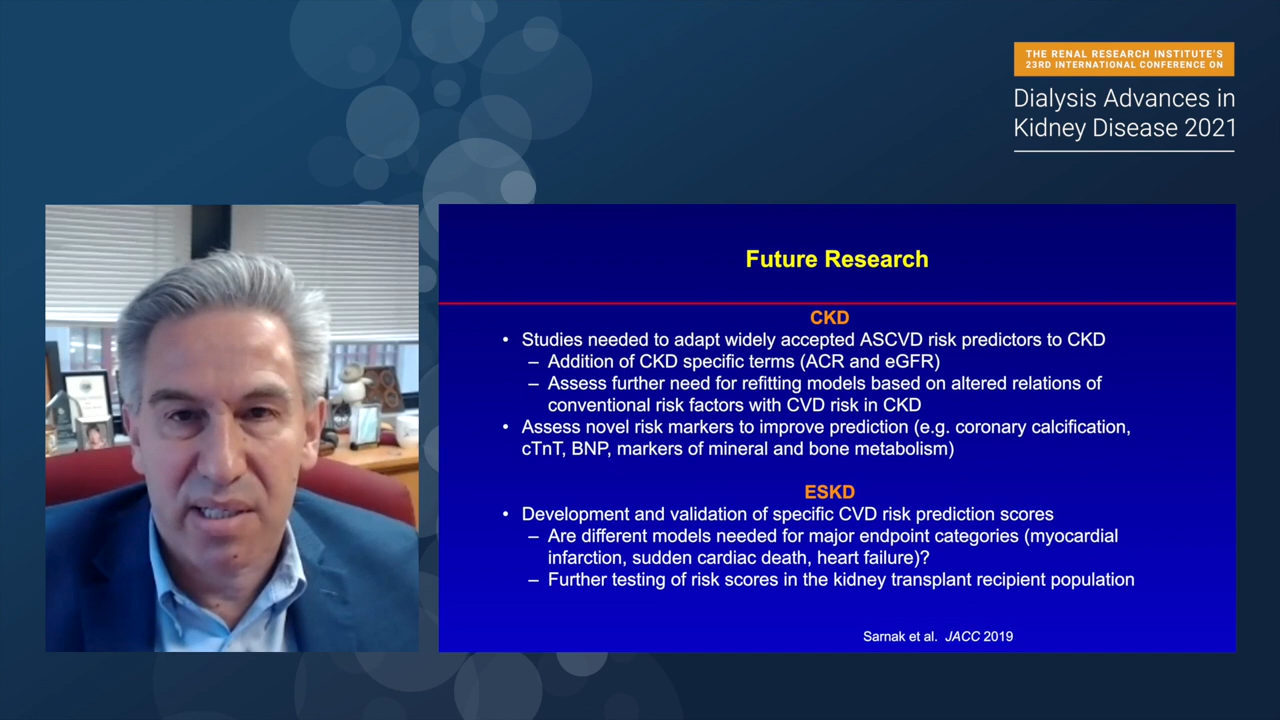 THE RENAL RESEARCH INSTITUTE'S
23RD INTERNATIONAL CONFERENCE ON
Dialysis Advances in
Kidney Disease 2021
Future Research
CKD
• Studies needed to adapt widely accepted ASCVD risk predictors to CKD
– Addition of CKD specific terms (ACR and eGFR)
– Assess further need for refitting models based on altered relations of
conventional risk factors with CVD risk in CKD
• Assess novel risk markers to improve prediction (e.g. coronary calcification,
cTnT, BNP, markers of mineral and bone metabolism)
ESKD
• Development and validation of specific CVD risk prediction scores
– Are different models needed for major endpoint categories (myocardial
infarction, sudden cardiac death, heart failure)?
– Further testing of risk scores in the kidney transplant recipient population
Sarnak et al. JACC 2019